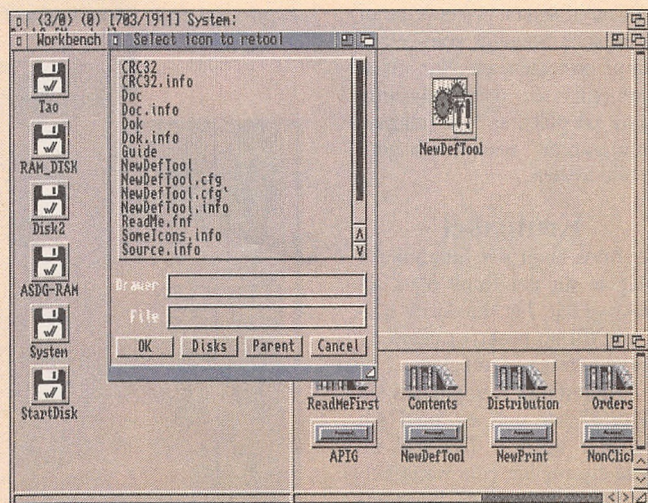 (3/0) (0) [703/1911] System:
Workbench
Select icon to retool
CRC32
CRC32.info
Doc
Doc.info
Dok
Dok.info
Guide
NewDefTool
NewDefTool.cfg
NewDefTool.cfg`
NewDefTool.info
ReadMe.fnf
SomeIcons.info
Source.info
Drawer
File
OK
Disks
Parent
Cancel
Tao
RAM_DISK
Disk2
ASDG-RAM
System
StartDisk
NewDefTool
ReadMeFirst
Contents
Distribution
Orders
APIG
NewDefTool
NewPrint
NonClic